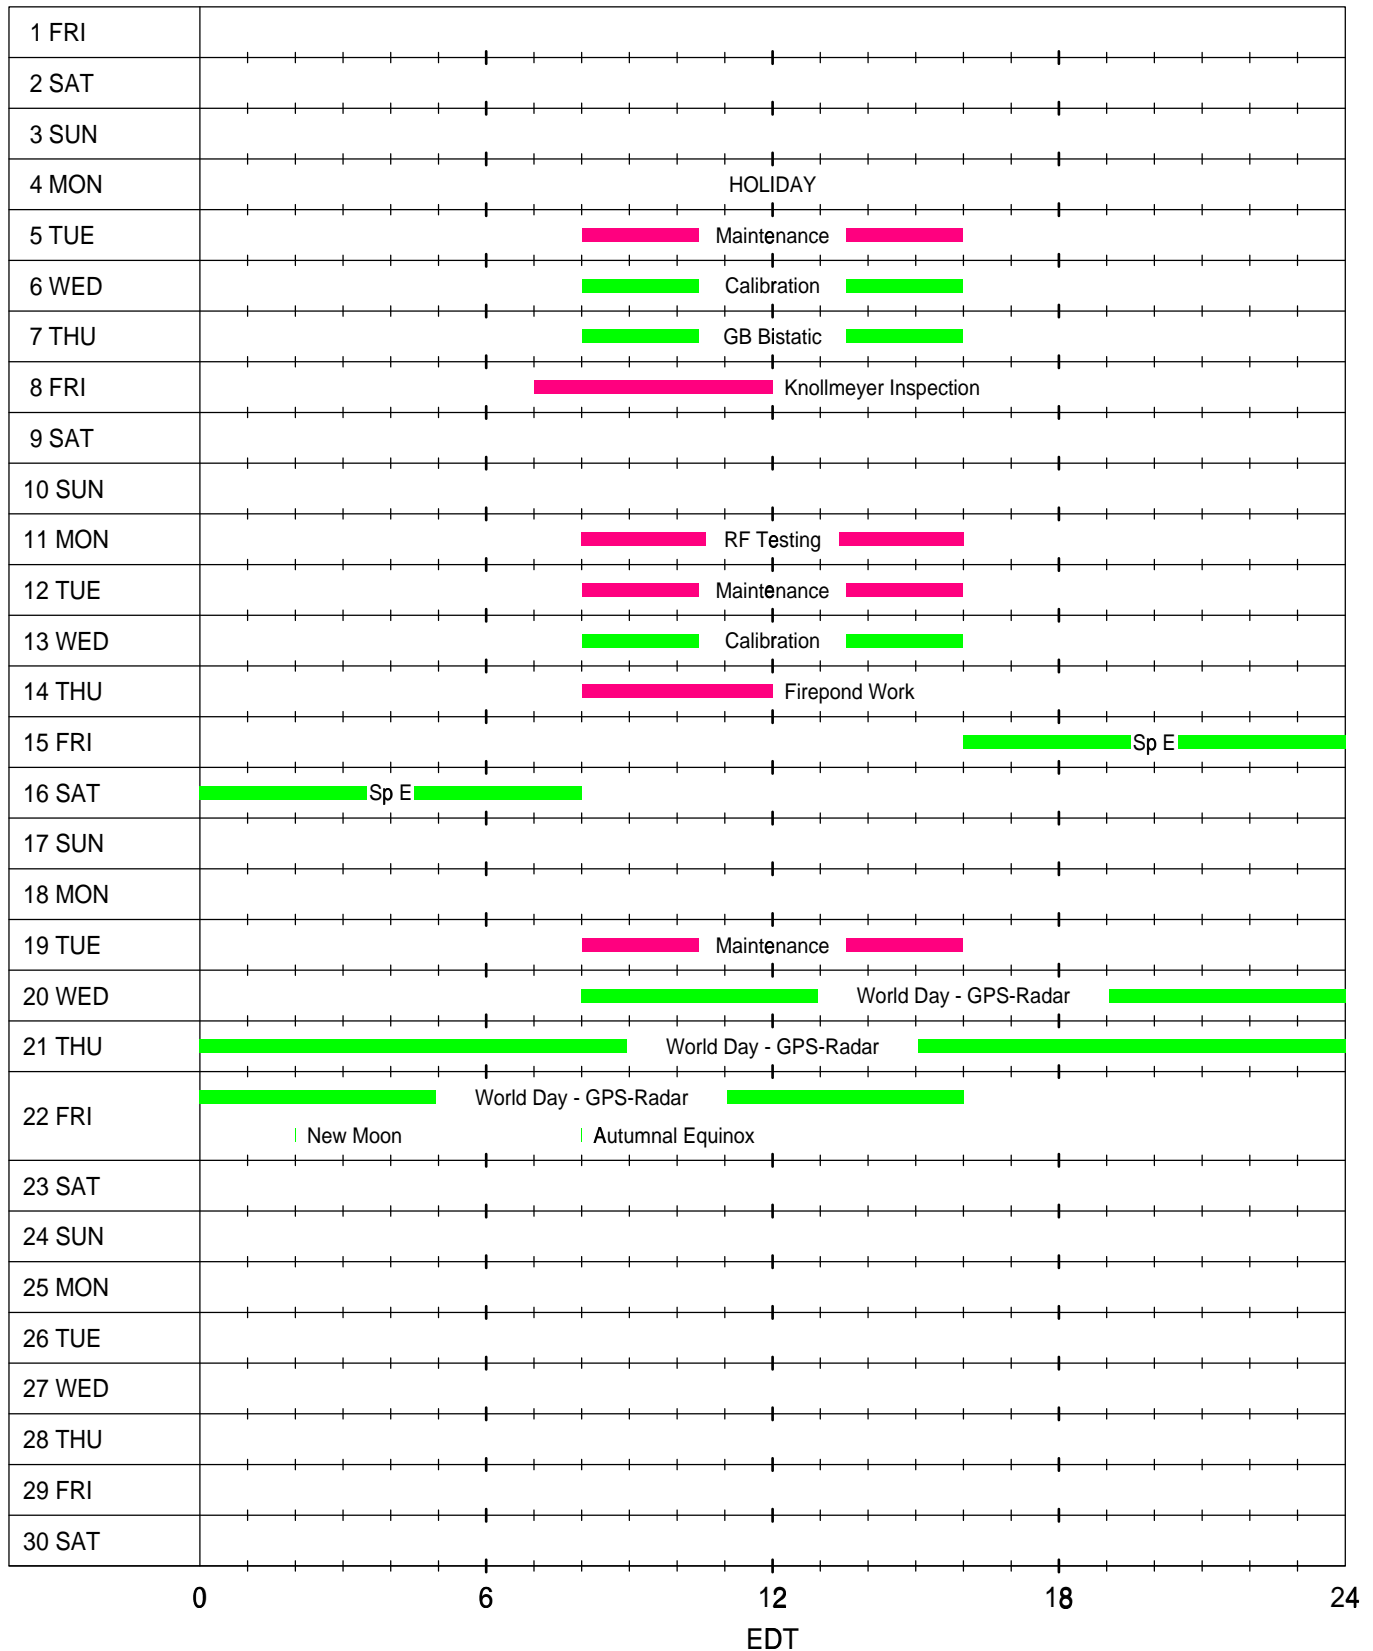 1 FRI
2 SAT
3 SUN
4 MON HOLIDAY
5 TUE Maintenance
6 WED Calibration
7 THU GB Bistatic
8 FRI Knollmeyer Inspection
9 SAT
10 SUN
11 MON RF Testing
12 TUE Maintenance
13 WED Calibration
14 THU Firepond Work
15 FRI Sp E
16 SAT Sp E
17 SUN
18 MON
19 TUE Maintenance
20 WED World Day - GPS-Radar
21 THU World Day - GPS-Radar
22 FRI World Day - GPS-Radar
New Moon Autumnal Equinox
23 SAT
24 SUN
25 MON
26 TUE
27 WED
28 THU
29 FRI
30 SAT
0 6 12 18 24
EDT